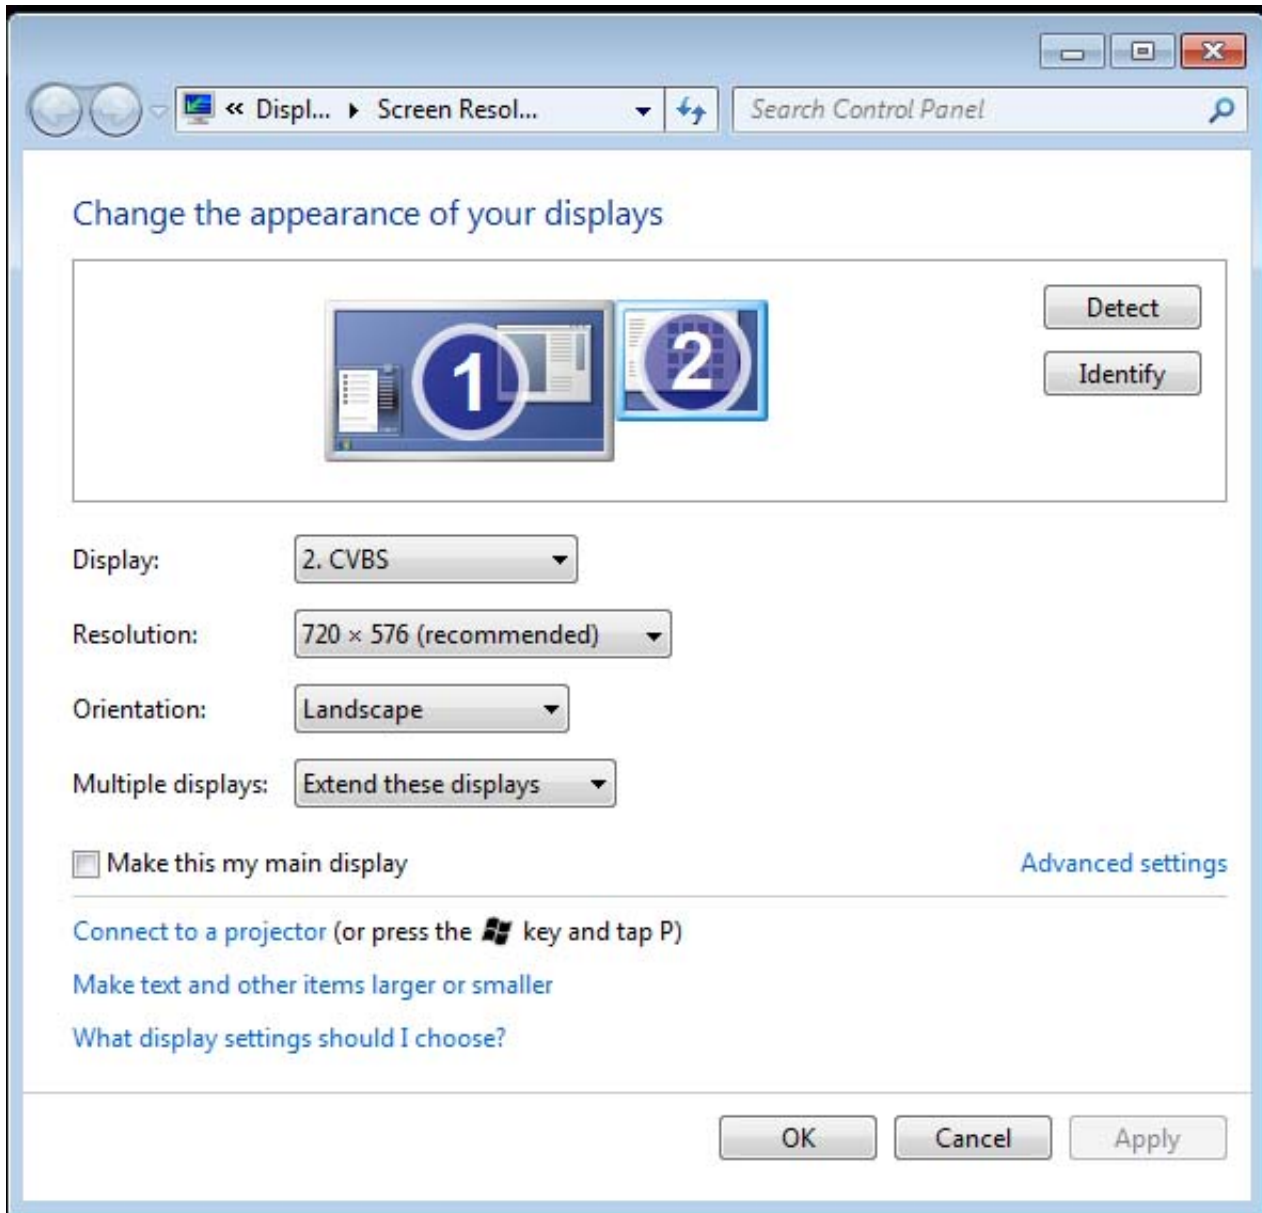 « Displ... ▸ Screen Resol...
Search Control Panel
Change the appearance of your displays
1
2
Detect
Identify
Display: 2. CVBS
Resolution: 720 × 576 (recommended)
Orientation: Landscape
Multiple displays: Extend these displays
Make this my main display
Advanced settings
Connect to a projector (or press the key and tap P)
Make text and other items larger or smaller
What display settings should I choose?
OK
Cancel
Apply